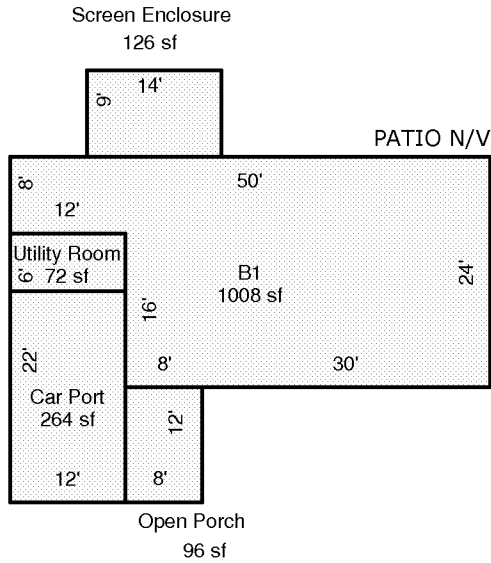 Screen Enclosure
126 sf
14'
9'
PATIO N/V
8'
50'
12'
Utility Room
6'
72 sf
B1
1008 sf
24'
16'
22'
8'
30'
Car Port
264 sf
12'
12'
8'
Open Porch
96 sf